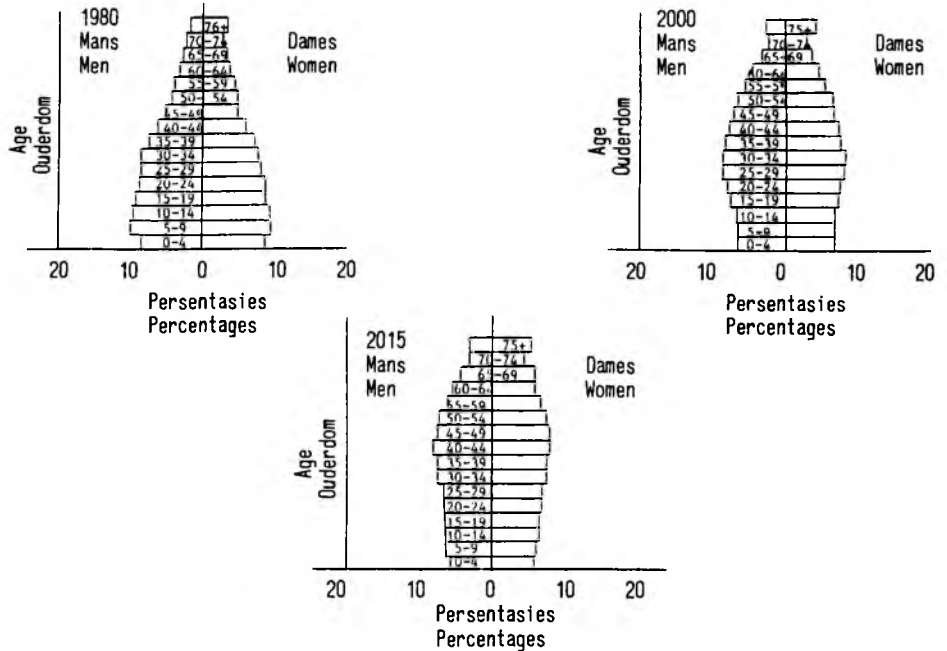 1980
Mans
Men
Dames
Women
76+
70-74
65-69
60-64
55-59
50-54
45-49
40-44
35-39
30-34
25-29
20-24
15-19
10-14
5-9
0-4
Age
Ouderdom
20 10 0 10 20
Persentasies
Percentages
2000
Mans
Men
Dames
Women
75+
70-74
65-69
60-64
55-59
50-54
45-49
40-44
35-39
30-34
25-29
20-24
15-19
10-14
5-9
0-4
Age
Ouderdom
20 10 0 10 20
Persentasies
Percentages
2015
Mans
Men
Dames
Women
75+
70-74
65-69
60-64
55-59
50-54
45-49
40-44
35-39
30-34
25-29
20-24
15-19
10-14
5-9
0-4
Age
Ouderdom
20 10 0 10 20
Persentasies
Percentages